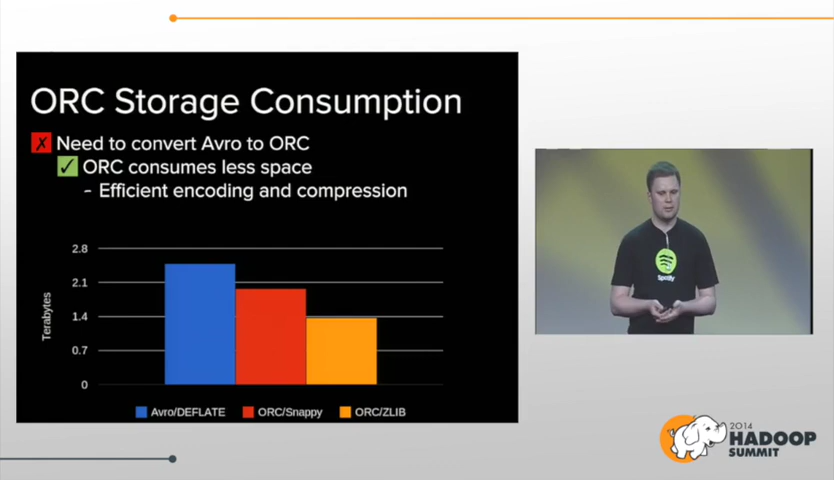 ORC Storage Consumption
✗ Need to convert Avro to ORC
✓ ORC consumes less space
- Efficient encoding and compression
2.8
2.1
1.4
0.7
0
Terabytes
Avro/DEFLATE ORC/Snappy ORC/ZLIB
Spotify
2014
HADOOP
SUMMIT